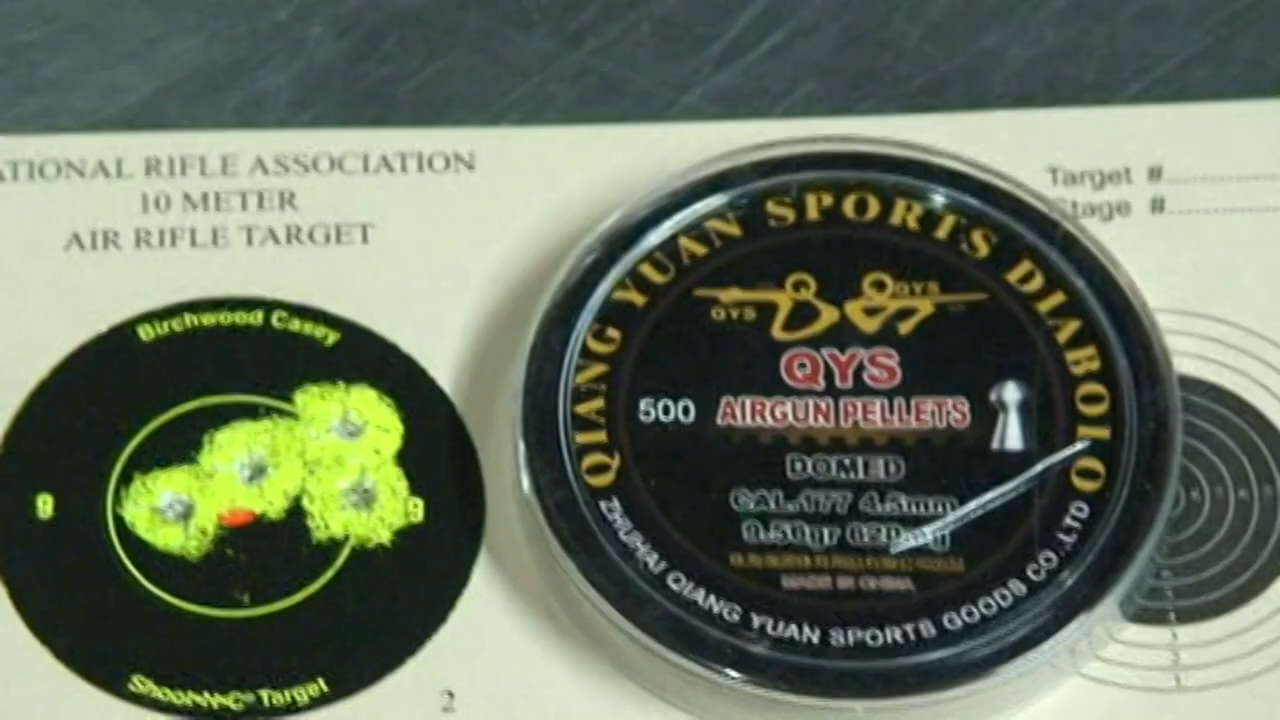 ATIONAL RIFLE ASSOCIATION
10 METER
AIR RIFLE TARGET
Target #
Stage #
Birchwood Casey
9
9
Target
2
QIANG YUAN SPORTS DIABOLO
QYS
QYS
QYS
500
AIRGUN PELLETS
DOMED
CAL.177 4.5mm
MADE IN CHINA
ZHUHAI QIANG YUAN SPORTS GOODS CO.,LTD